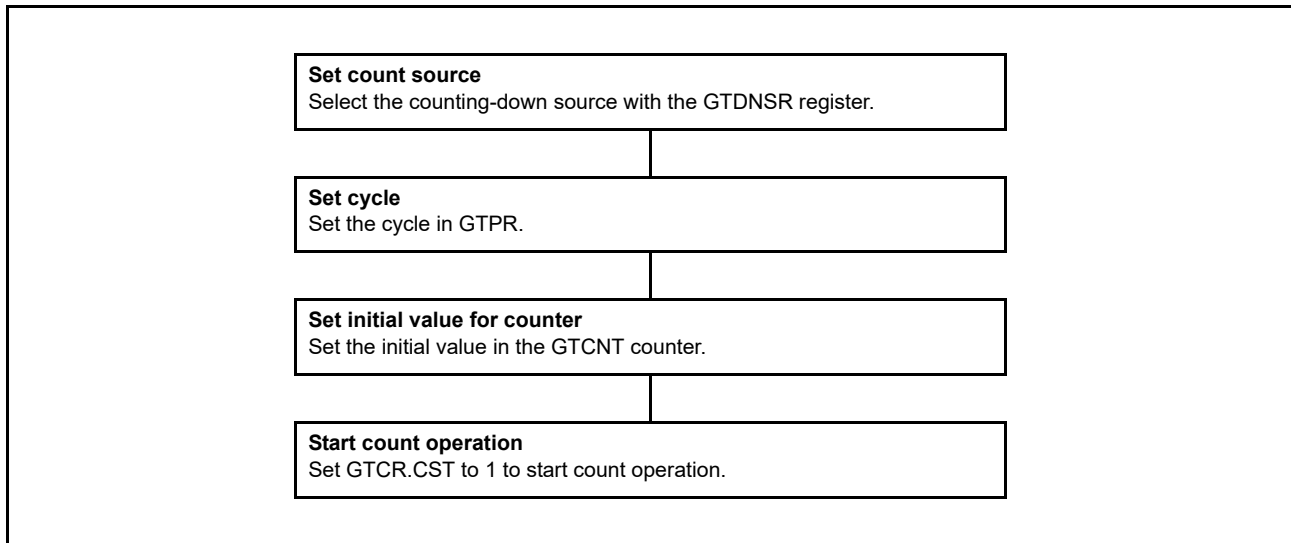 Set count source
Select the counting-down source with the GTDNSR register.
Set cycle
Set the cycle in GTPR.
Set initial value for counter
Set the initial value in the GTCNT counter.
Start count operation
Set GTCR.CST to 1 to start count operation.